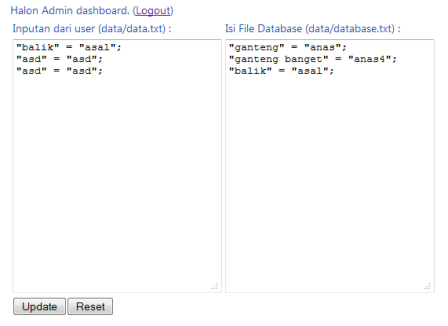 Halon Admin dashboard. (Logout)
Inputan dari user (data/data.txt) :
"balik" = "asal";
"asd" = "asd";
"asd" = "asd";
Isi File Database (data/database.txt) :
"ganteng" = "anas";
"ganteng banget" = "anas4";
"balik" = "asal";
Update
Reset